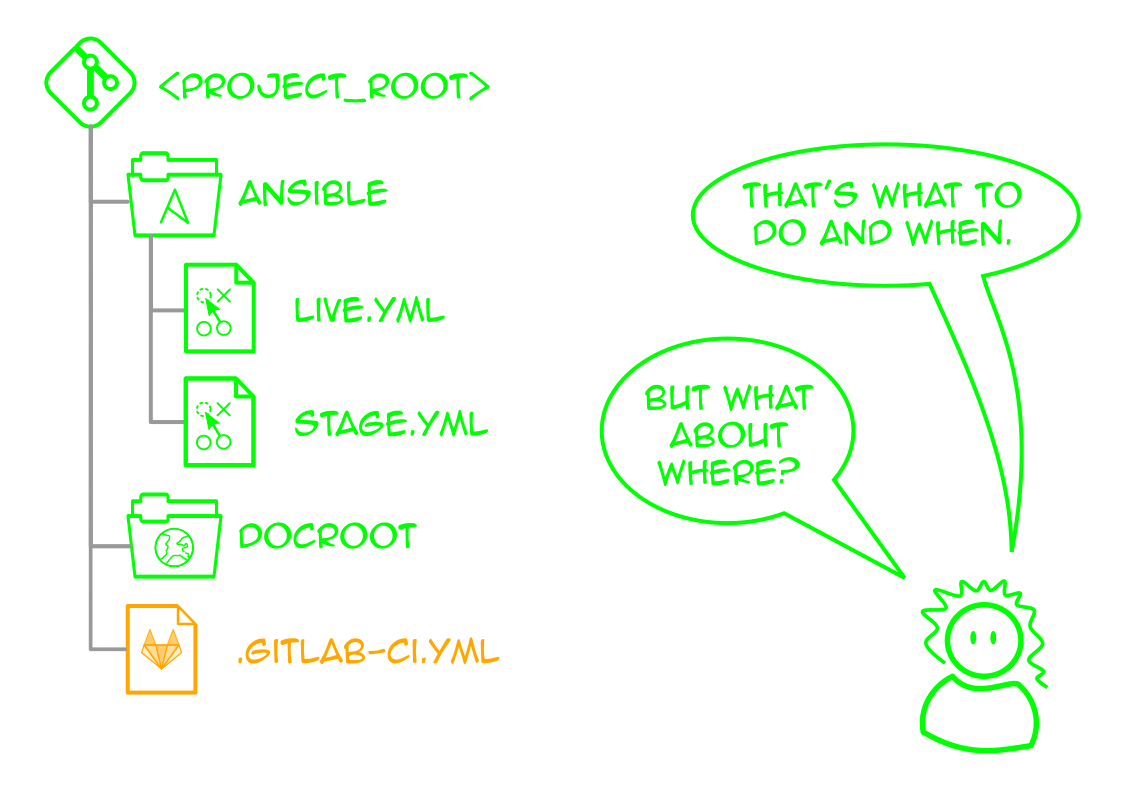 <PROJECT_ROOT>
ANSIBLE
LIVE.YML
STAGE.YML
DOCROOT
.GITLAB-CI.YML
THAT'S WHAT TO
DO AND WHEN.
BUT WHAT
ABOUT
WHERE?